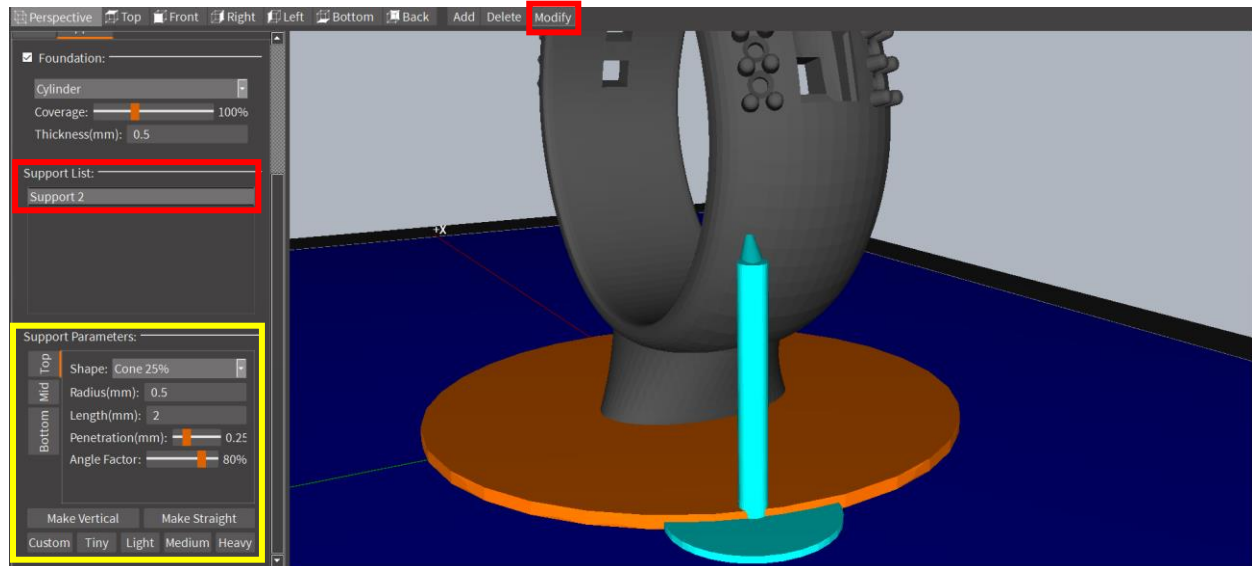 Perspective Top Front Right Left Bottom Back Add Delete Modify
Foundation:
Cylinder
Coverage: 100%
Thickness(mm): 0.5
Support List:
Support 2
+X
Support Parameters:
Top
Mid
Bottom
Shape: Cone 25%
Radius(mm): 0.5
Length(mm): 2
Penetration(mm): 0.25
Angle Factor: 80%
Make Vertical Make Straight
Custom Tiny Light Medium Heavy